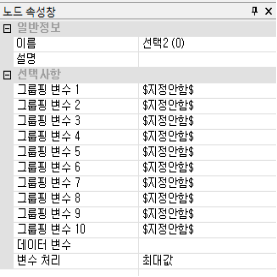 노드 속성창
일반정보
이름 선택2 (0)
설명
선택사항
그룹핑 변수 1 $지정안함$
그룹핑 변수 2 $지정안함$
그룹핑 변수 3 $지정안함$
그룹핑 변수 4 $지정안함$
그룹핑 변수 5 $지정안함$
그룹핑 변수 6 $지정안함$
그룹핑 변수 7 $지정안함$
그룹핑 변수 8 $지정안함$
그룹핑 변수 9 $지정안함$
그룹핑 변수 10 $지정안함$
데이터 변수
변수 처리 최대값